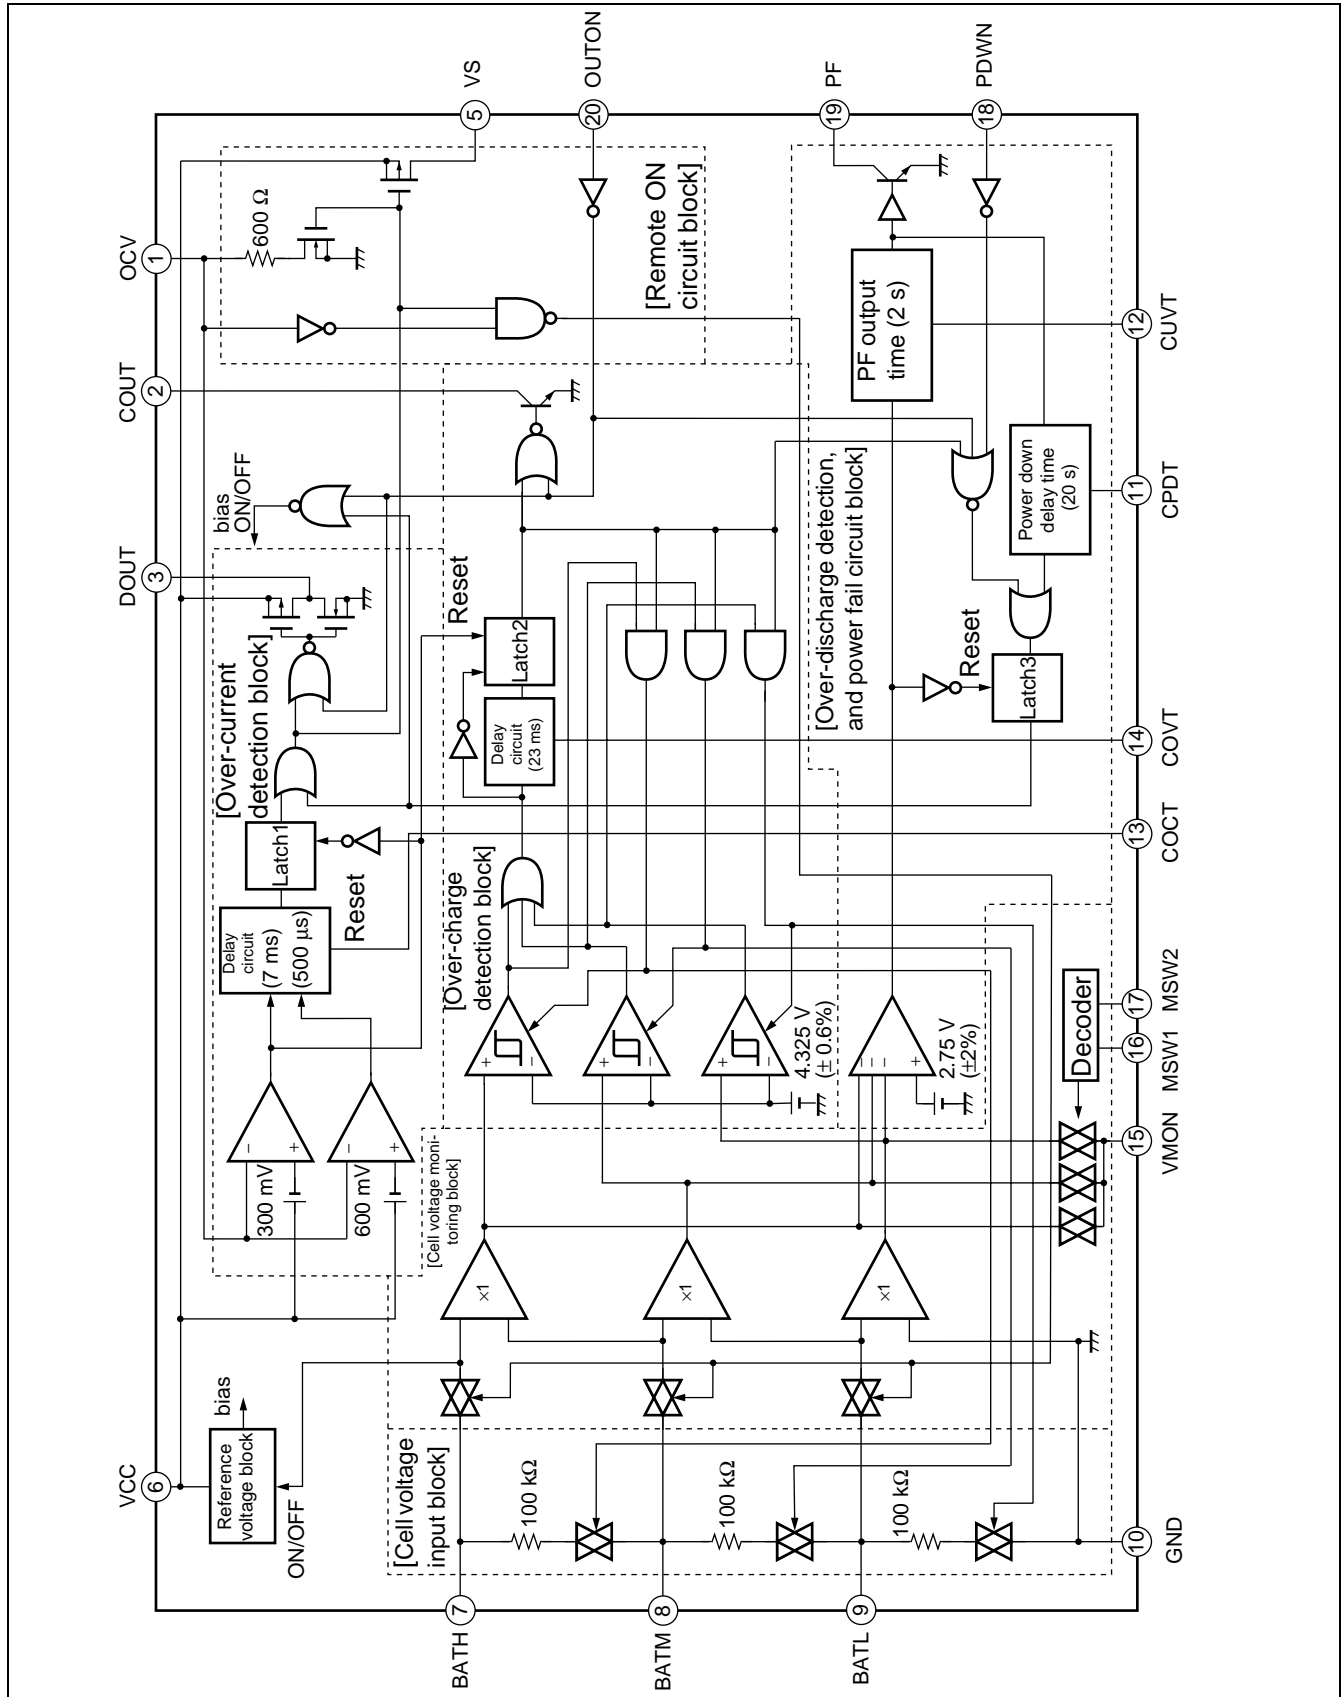 VCC
6
OCV
1
COUT
2
DOUT
3
VS
5
OUTON
20
PF
19
PDWN
18
BATH
7
BATM
8
BATL
9
GND
10
CPDT
11
CUVT
12
COCT
13
COVT
14
VMON
15
MSW1
16
MSW2
17
Reference
voltage block
bias
ON/OFF
[Cell voltage
input block]
100 kΩ
100 kΩ
100 kΩ
×1
×1
×1
[Cell voltage moni-
toring block]
300 mV
600 mV
−
+
−
+
Delay
circuit
(7 ms)
(500 μs)
Reset
Latch1
[Over-current
detection block]
bias
ON/OFF
[Over-charge
detection block]
+
−
+
−
+
−
4.325 V
(± 0.6%)
Delay
circuit
(23 ms)
Latch2
Reset
−
−
−
+
2.75 V
(±2%)
Decoder
[Over-discharge detection,
and power fail circuit block]
Reset
Latch3
Power down
delay time
(20 s)
PF output
time (2 s)
600 Ω
[Remote ON
circuit block]